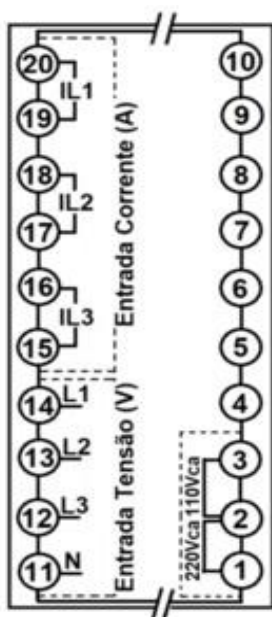 20
IL1
19
18
IL2
17
16
IL3
15
Entrada Corrente (A)
14 L1
13 L2
12 L3
11 N
Entrada Tensão (V)
10
9
8
7
6
5
4
3
2
1
110Vca
220Vca